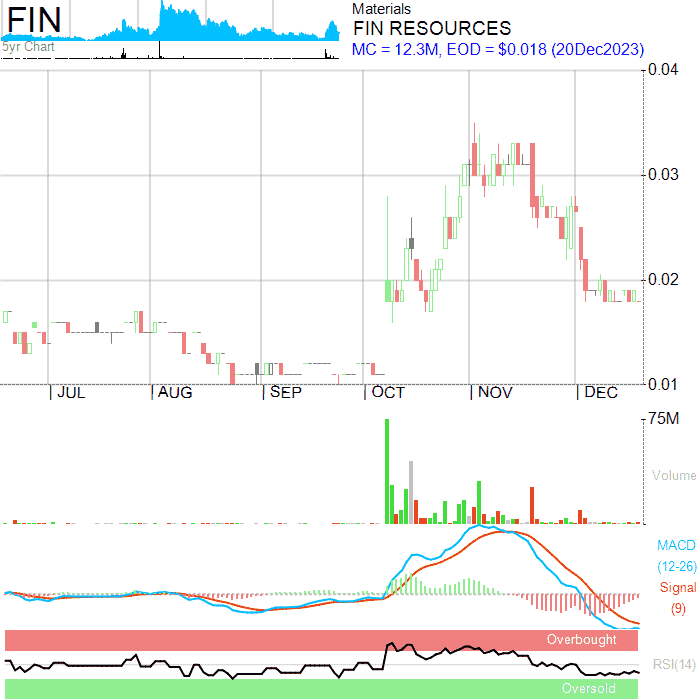 FIN
5yr Chart
Materials
FIN RESOURCES
MC = 12.3M, EOD = $0.018 (20Dec2023)
0.04
0.03
0.02
0.01
JUL AUG SEP OCT NOV DEC
75M
Volume
MACD
(12-26)
Signal
(9)
Overbought
RSI(14)
Oversold